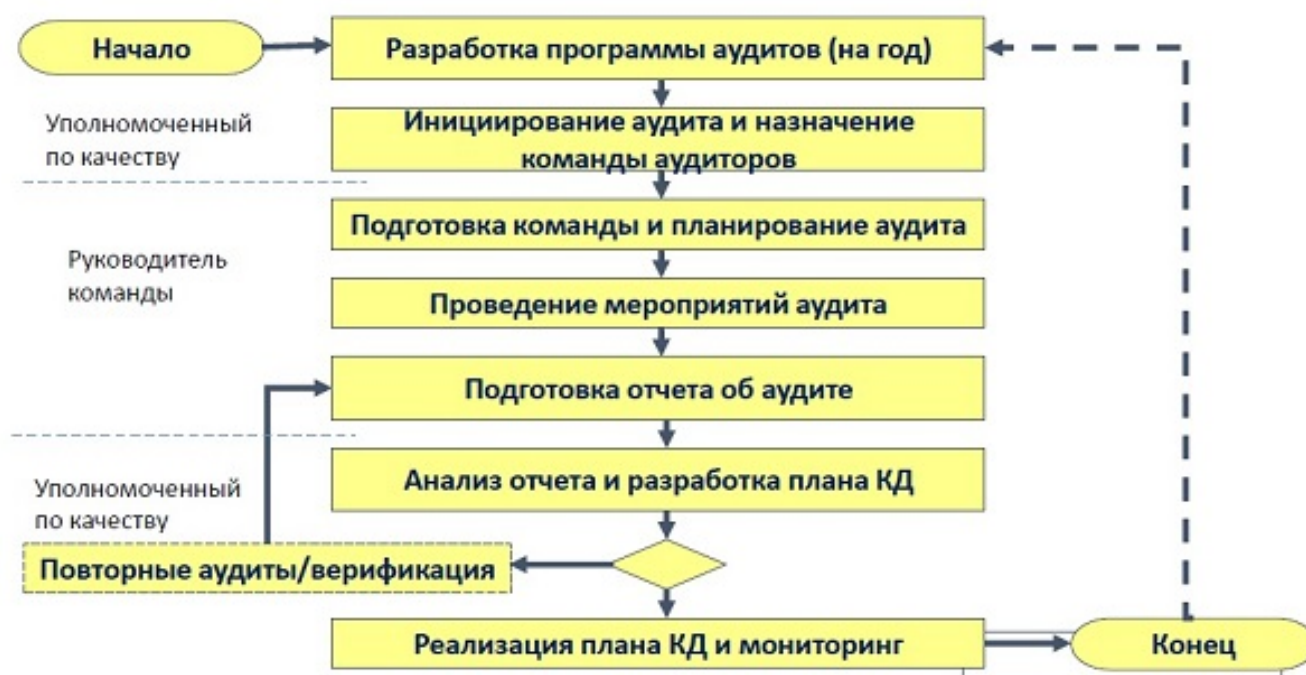 Начало
Разработка программы аудитов (на год)
Уполномоченный
по качеству
Инициирование аудита и назначение
команды аудиторов
Подготовка команды и планирование аудита
Руководитель
команды
Проведение мероприятий аудита
Подготовка отчета об аудите
Анализ отчета и разработка плана КД
Уполномоченный
по качеству
Повторные аудиты/верификация
Реализация плана КД и мониторинг
Конец